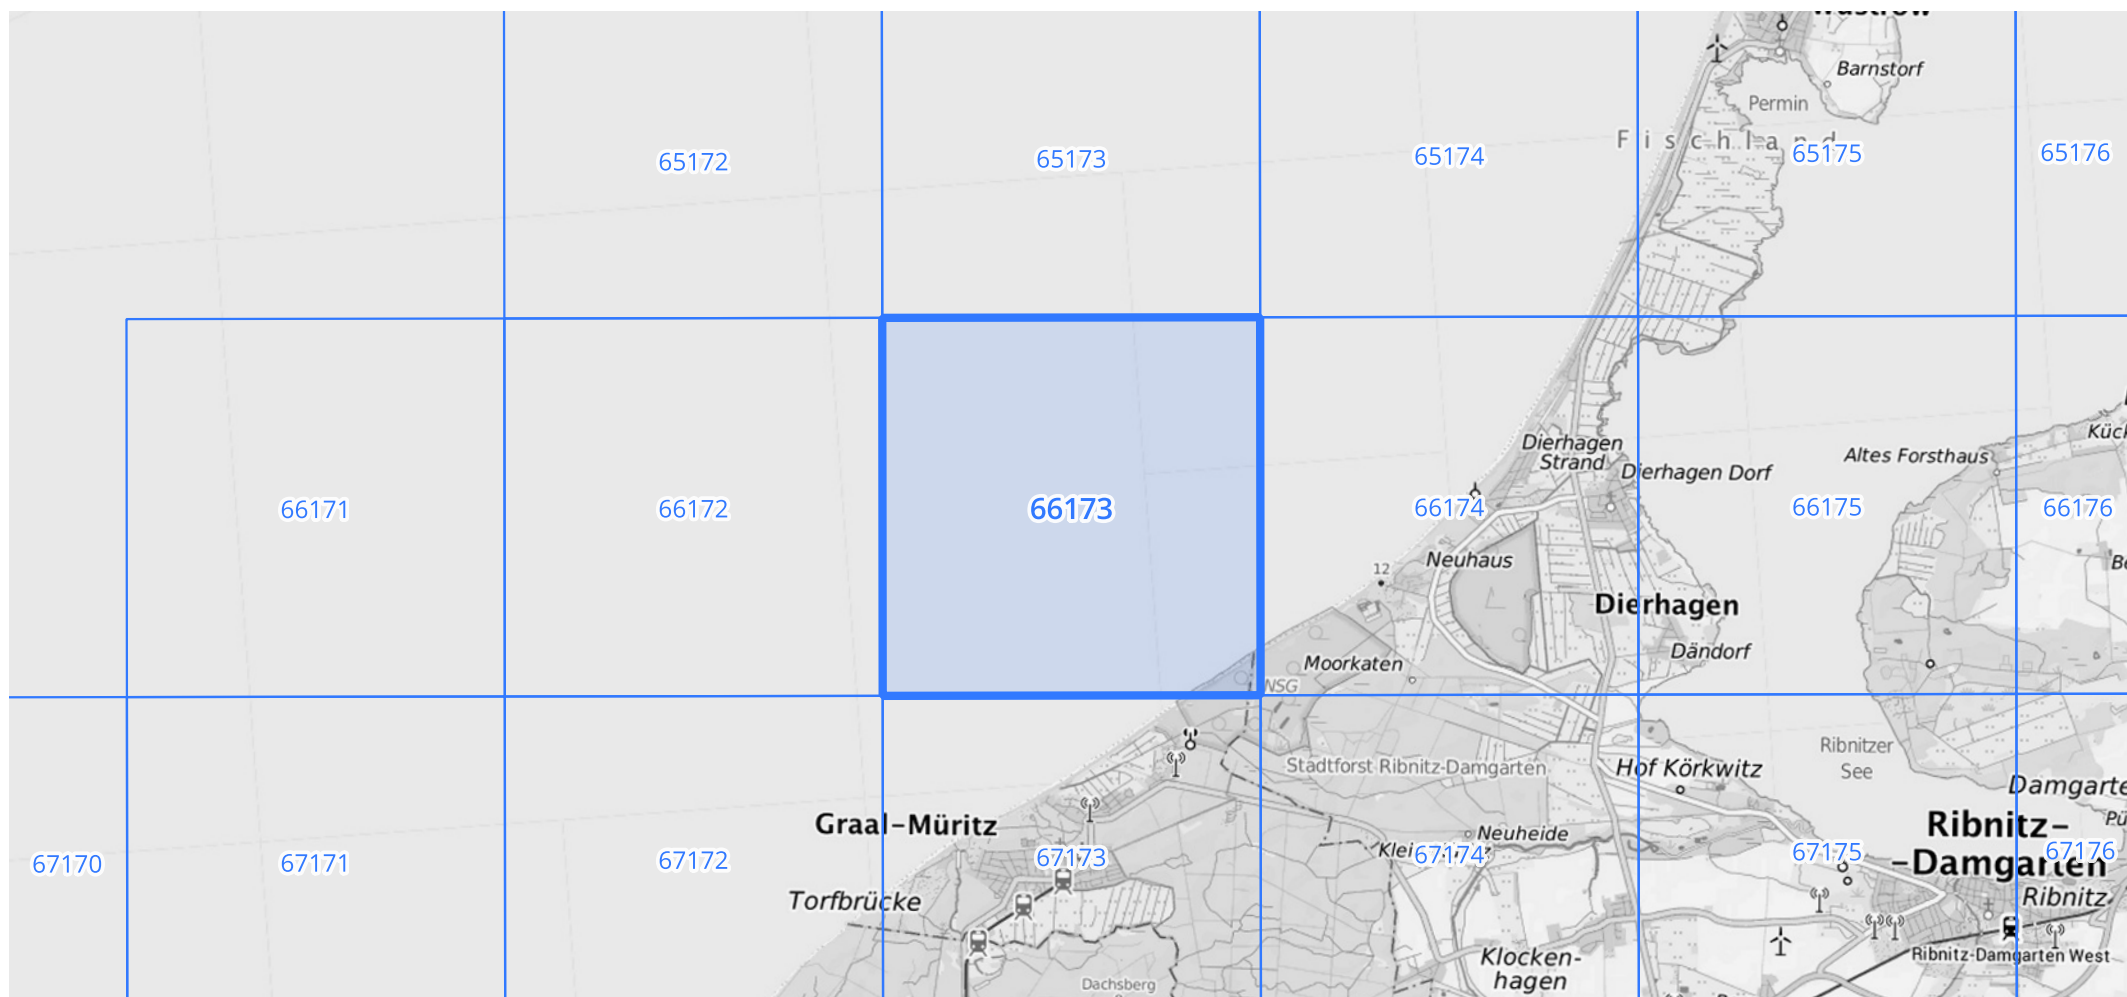 Wustrow
Barnstorf
Permin
Fischland
65172
65173
65174
65175
65176
Dierhagen
Strand
Dierhagen Dorf
Altes Forsthaus
66171
66172
66173
66174
66175
66176
Neuhaus
12
Dierhagen
Dändorf
Moorkaten
NSG
Ribnitzer
See
Stadtforst Ribnitz-Damgarten
Hof Körkwitz
Graal-Müritz
Neuheide
Ribnitz-
-Damgarten
67170
67171
67172
67173
67174
67175
67176
Torfbrücke
Ribnitz
Klocken-
hagen
Ribnitz-Damgarten West
Dachsberg